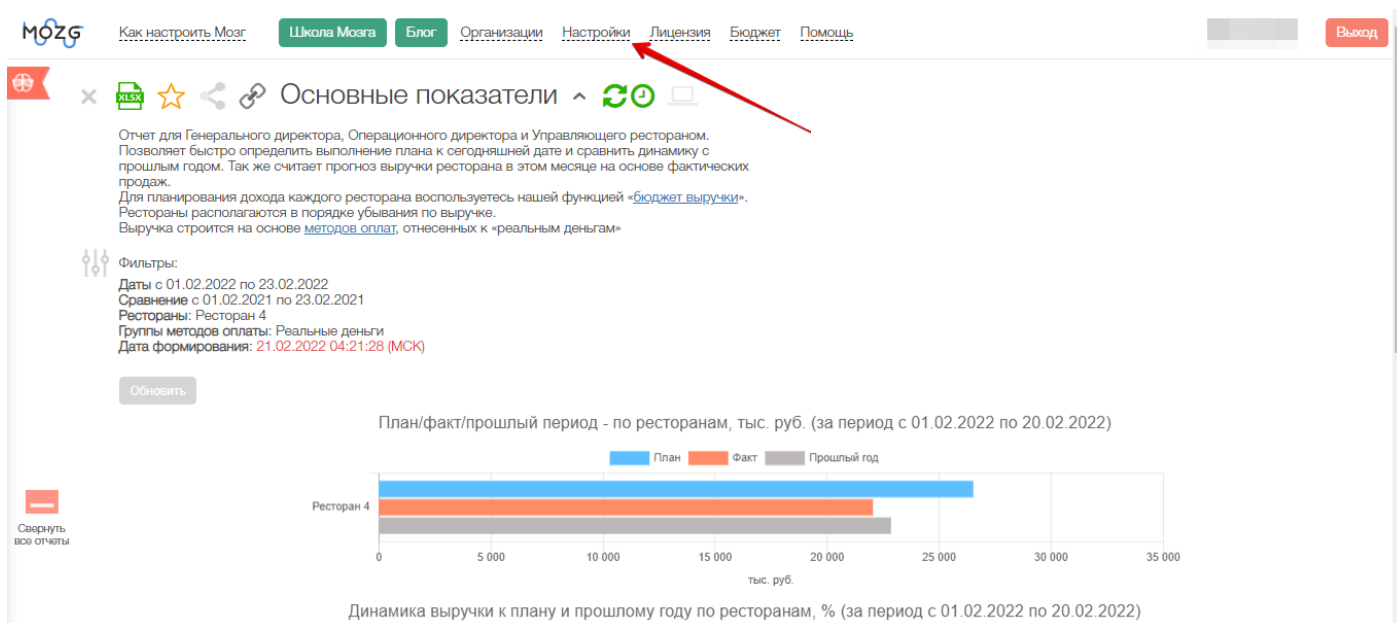 MOZG Как настроить Мозг Школа Мозга Блог Организации Настройки Лицензия Бюджет Помощь Выход
XLSX Основные показатели
Отчет для Генерального директора, Операционного директора и Управляющего рестораном.
Позволяет быстро определить выполнение плана к сегодняшней дате и сравнить динамику с
прошлым годом. Так же считает прогноз выручки ресторана в этом месяце на основе фактических
продаж.
Для планирования дохода каждого ресторана воспользуетесь нашей функцией «бюджет выручки».
Рестораны располагаются в порядке убывания по выручке.
Выручка строится на основе методов оплат, отнесенных к «реальным деньгам»
Фильтры:
Даты с 01.02.2022 по 23.02.2022
Сравнение с 01.02.2021 по 23.02.2021
Рестораны: Ресторан 4
Группы методов оплаты: Реальные деньги
Дата формирования: 21.02.2022 04:21:28 (МСК)
Обновить
План/факт/прошлый период - по ресторанам, тыс. руб. (за период с 01.02.2022 по 20.02.2022)
План Факт Прошлый год
Ресторан 4
0 5 000 10 000 15 000 20 000 25 000 30 000 35 000
тыс. руб.
Свернуть
все отчеты
Динамика выручки к плану и прошлому году по ресторанам, % (за период с 01.02.2022 по 20.02.2022)